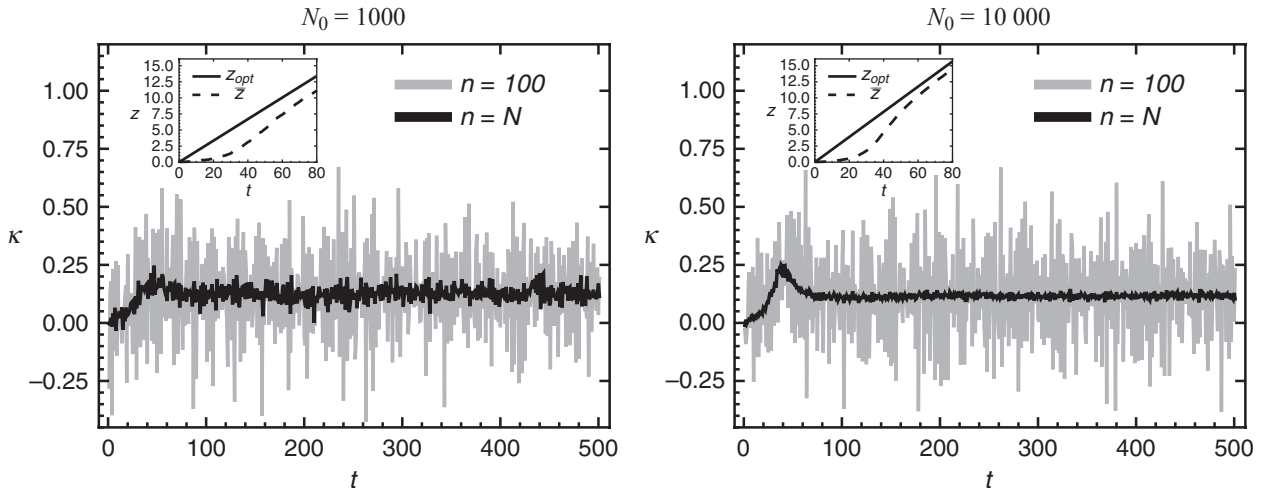 N₀ = 1000
1.00
0.75
0.50
0.25
0.00
−0.25
κ
0 100 200 300 400 500
t
n = 100
n = N
15.0
12.5
10.0
7.5
5.0
2.5
0.0
z
0 20 40 60 80
t
z_opt
z̄
N₀ = 10 000
1.00
0.75
0.50
0.25
0.00
−0.25
κ
0 100 200 300 400 500
t
n = 100
n = N
15.0
12.5
10.0
7.5
5.0
2.5
0.0
z
0 20 40 60 80
t
z_opt
z̄